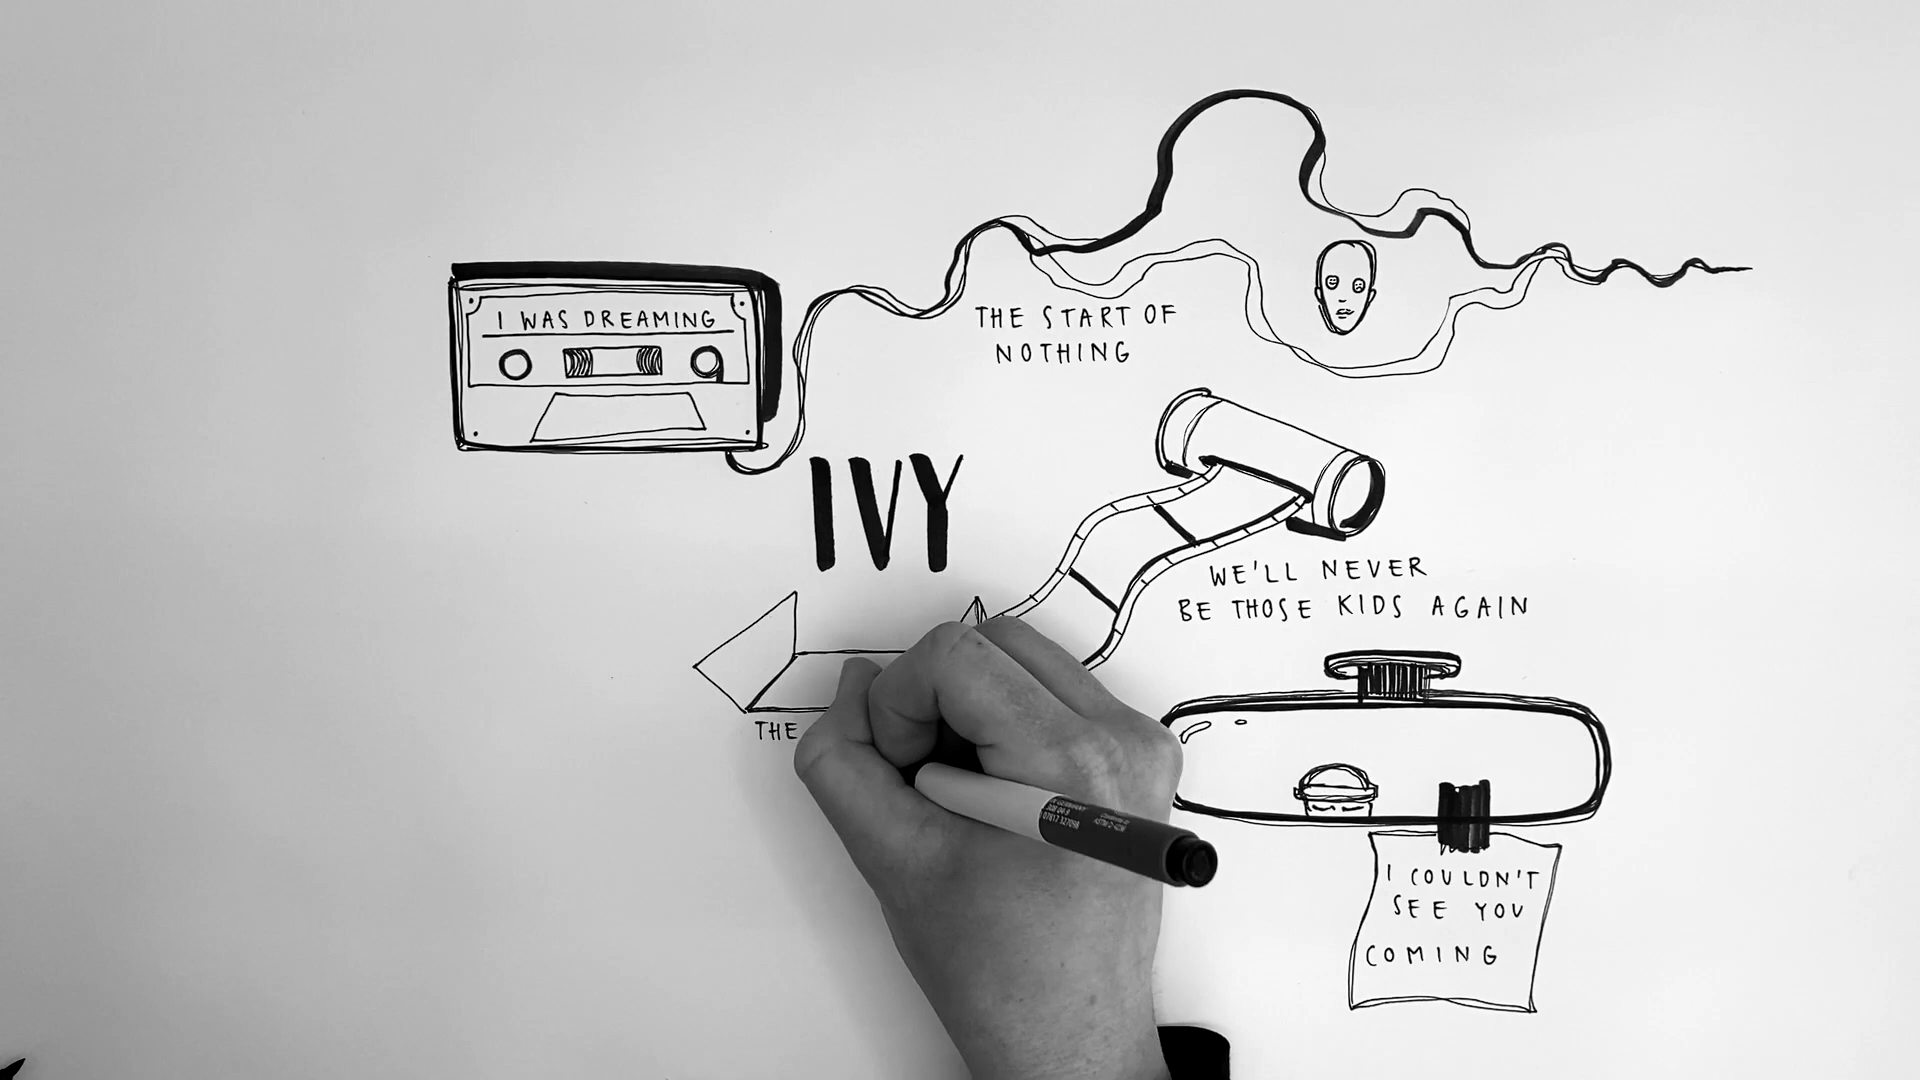 I WAS DREAMING
THE START OF
NOTHING
IVY
WE'LL NEVER
BE THOSE KIDS AGAIN
THE
I COULDN'T
SEE YOU
COMING